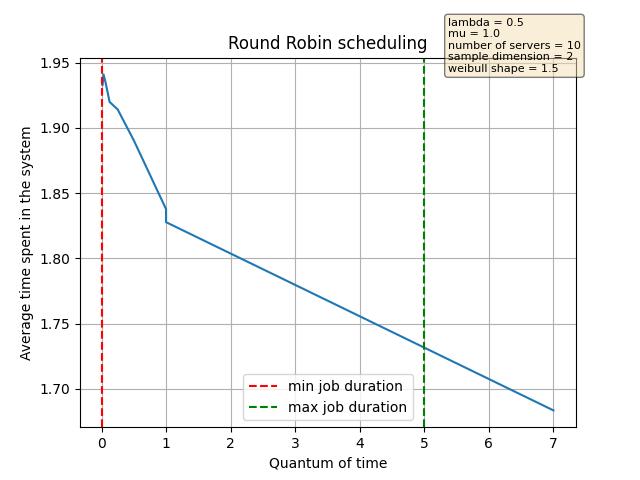 Round Robin scheduling
lambda = 0.5
mu = 1.0
number of servers = 10
sample dimension = 2
weibull shape = 1.5
Average time spent in the system
1.95
1.90
1.85
1.80
1.75
1.70
min job duration
max job duration
0 1 2 3 4 5 6 7
Quantum of time